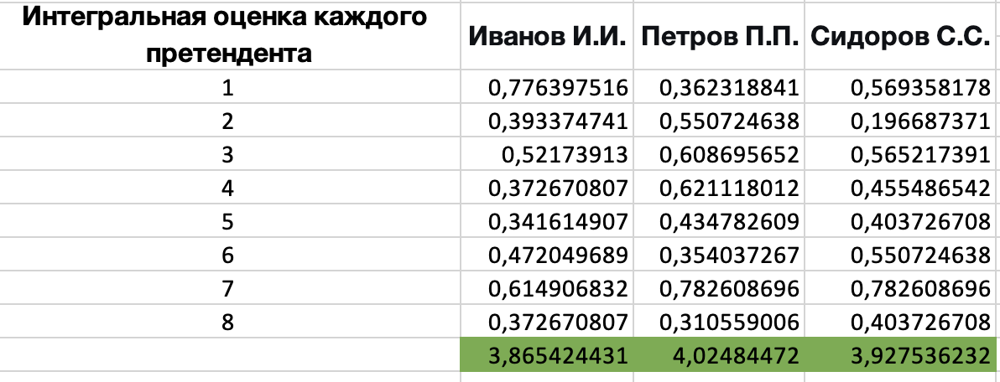 Интегральная оценка каждого
претендента
Иванов И.И. Петров П.П. Сидоров С.С.
1 0,776397516 0,362318841 0,569358178
2 0,393374741 0,550724638 0,196687371
3 0,52173913 0,608695652 0,565217391
4 0,372670807 0,621118012 0,455486542
5 0,341614907 0,434782609 0,403726708
6 0,472049689 0,354037267 0,550724638
7 0,614906832 0,782608696 0,782608696
8 0,372670807 0,310559006 0,403726708
3,865424431 4,02484472 3,927536232